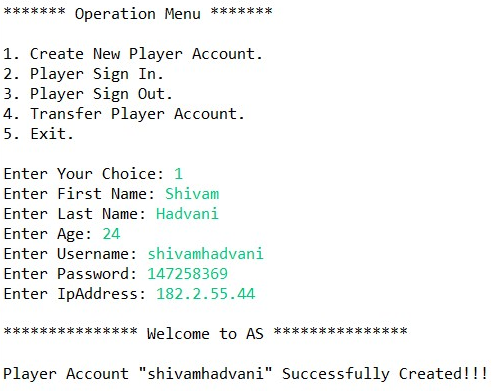 ******* Operation Menu *******
1. Create New Player Account.
2. Player Sign In.
3. Player Sign Out.
4. Transfer Player Account.
5. Exit.
Enter Your Choice: 1
Enter First Name: Shivam
Enter Last Name: Hadvani
Enter Age: 24
Enter Username: shivamhadvani
Enter Password: 147258369
Enter IpAddress: 182.2.55.44
*************** Welcome to AS ***************
Player Account "shivamhadvani" Successfully Created!!!